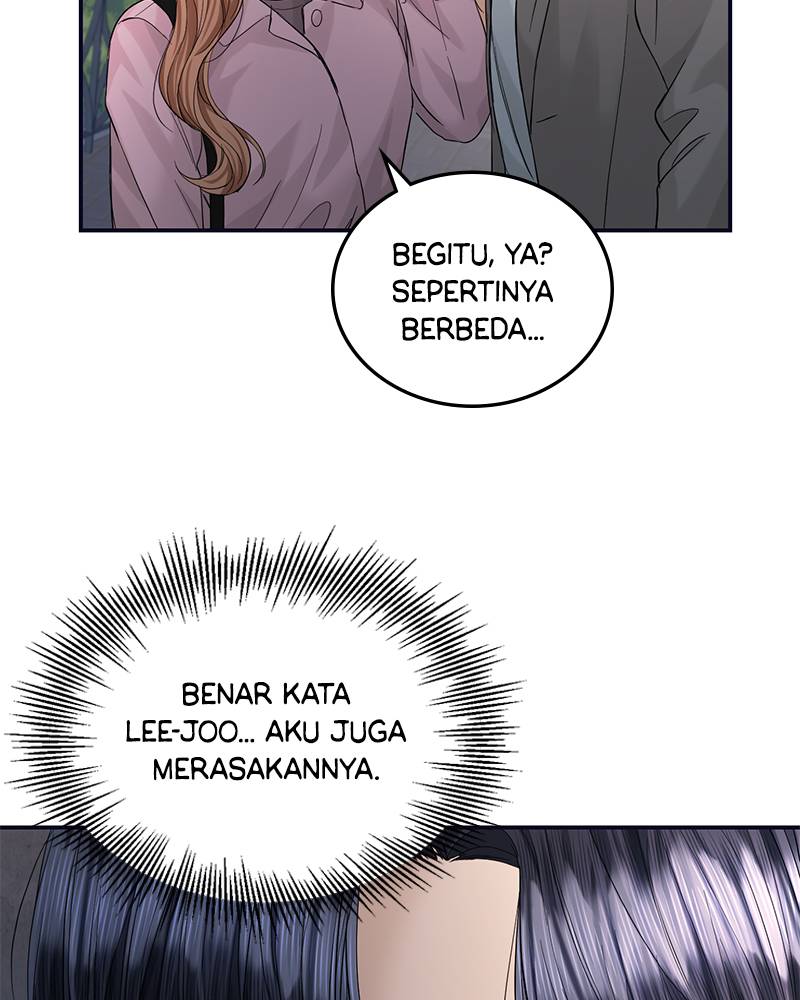 BEGITU, YA?
SEPERTINYA
BERBEDA...
BENAR KATA
LEE-JOO... AKU JUGA
MERASAKANNYA.